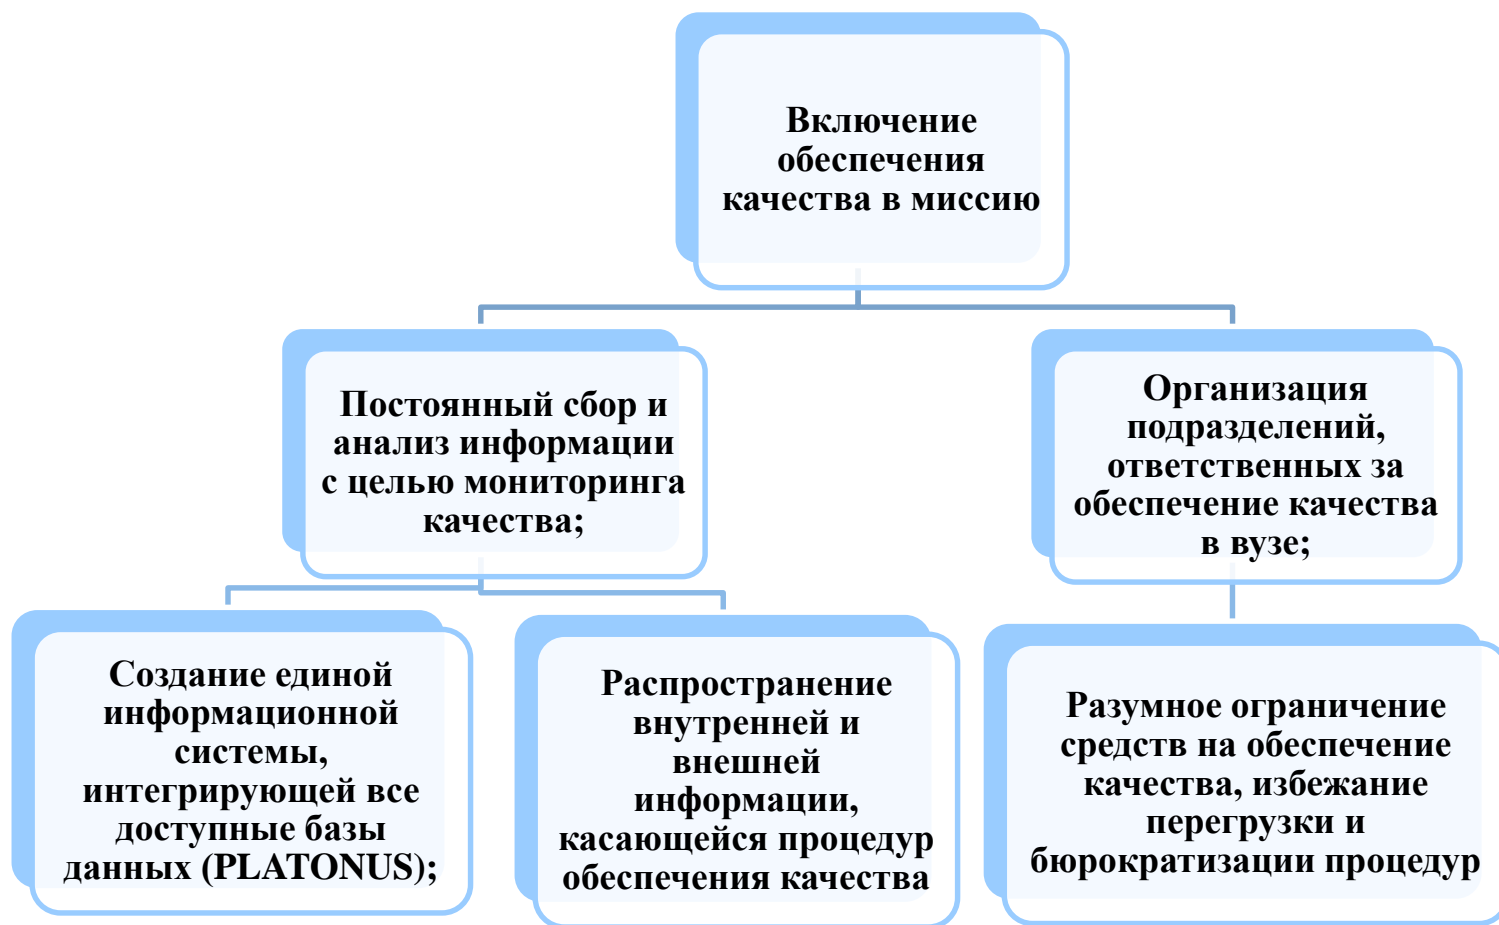 Включение
обеспечения
качества в миссию
Постоянный сбор и
анализ информации
с целью мониторинга
качества;
Организация
подразделений,
ответственных за
обеспечение качества
в вузе;
Создание единой
информационной
системы,
интегрирующей все
доступные базы
данных (PLATONUS);
Распространение
внутренней и
внешней
информации,
касающейся процедур
обеспечения качества
Разумное ограничение
средств на обеспечение
качества, избежание
перегрузки и
бюрократизации процедур